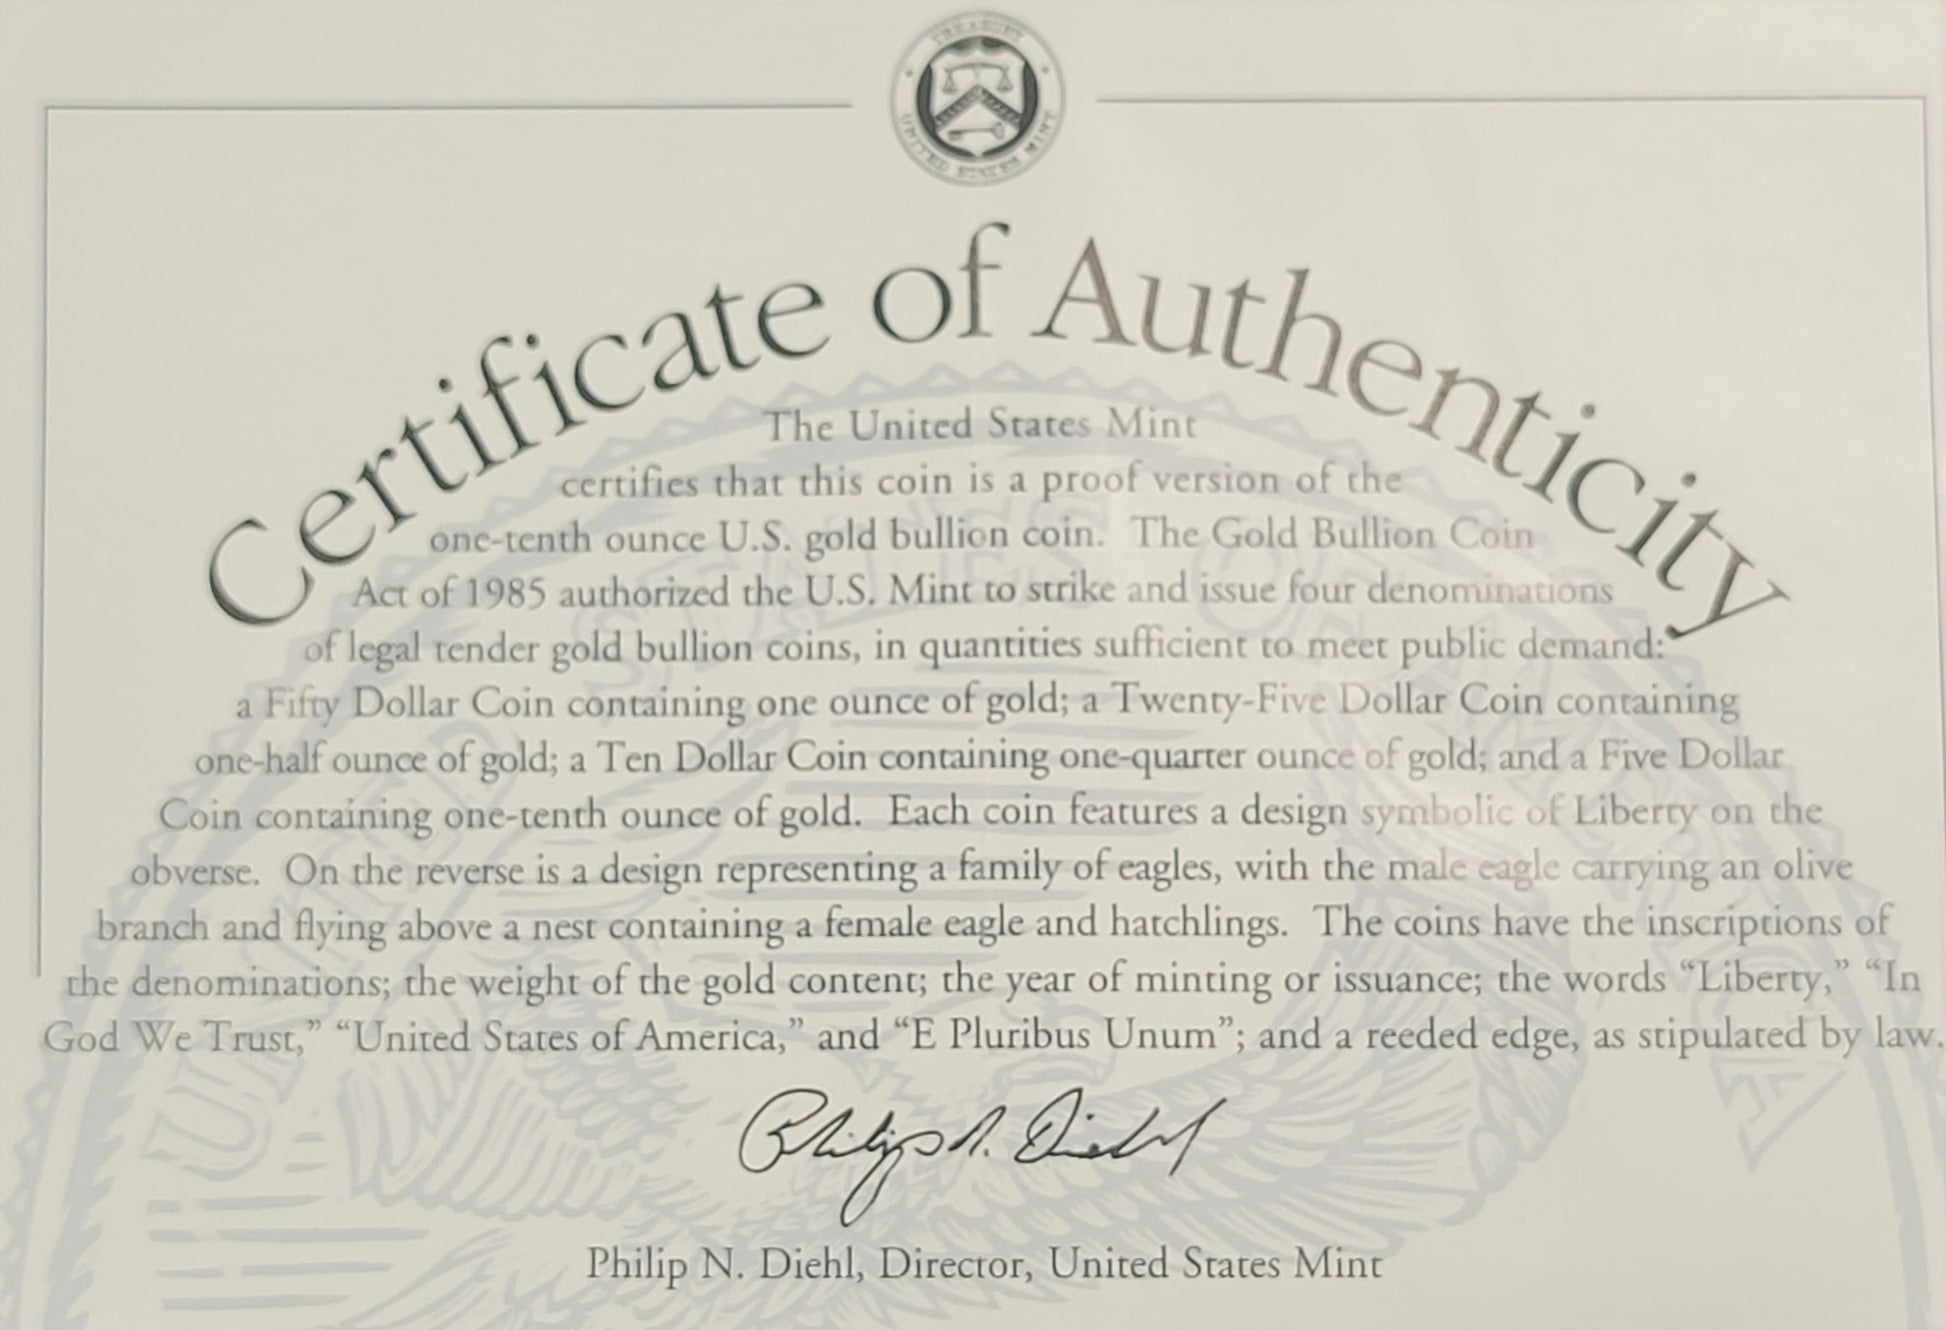 TREASURY
UNITED STATES MINT
Certificate of Authenticity
The United States Mint
certifies that this coin is a proof version of the
one-tenth ounce U.S. gold bullion coin. The Gold Bullion Coin
Act of 1985 authorized the U.S. Mint to strike and issue four denominations
of legal tender gold bullion coins, in quantities sufficient to meet public demand:
a Fifty Dollar Coin containing one ounce of gold; a Twenty-Five Dollar Coin containing
one-half ounce of gold; a Ten Dollar Coin containing one-quarter ounce of gold; and a Five Dollar
Coin containing one-tenth ounce of gold. Each coin features a design symbolic of Liberty on the
obverse. On the reverse is a design representing a family of eagles, with the male eagle carrying an olive
branch and flying above a nest containing a female eagle and hatchlings. The coins have the inscriptions of
the denominations; the weight of the gold content; the year of minting or issuance; the words “Liberty,” “In
God We Trust,” “United States of America,” and “E Pluribus Unum”; and a reeded edge, as stipulated by law.
Philip N. Diehl
Philip N. Diehl, Director, United States Mint
UNITED STATES OF AMERICA